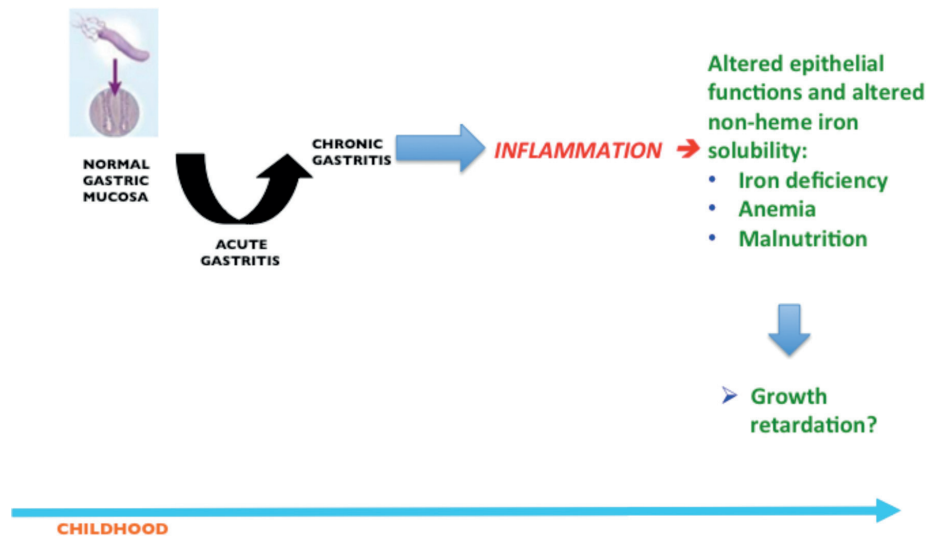 NORMAL
GASTRIC
MUCOSA
ACUTE
GASTRITIS
CHRONIC
GASTRITIS
INFLAMMATION
Altered epithelial
functions and altered
non-heme iron
solubility:
• Iron deficiency
• Anemia
• Malnutrition
➢ Growth
retardation?
CHILDHOOD